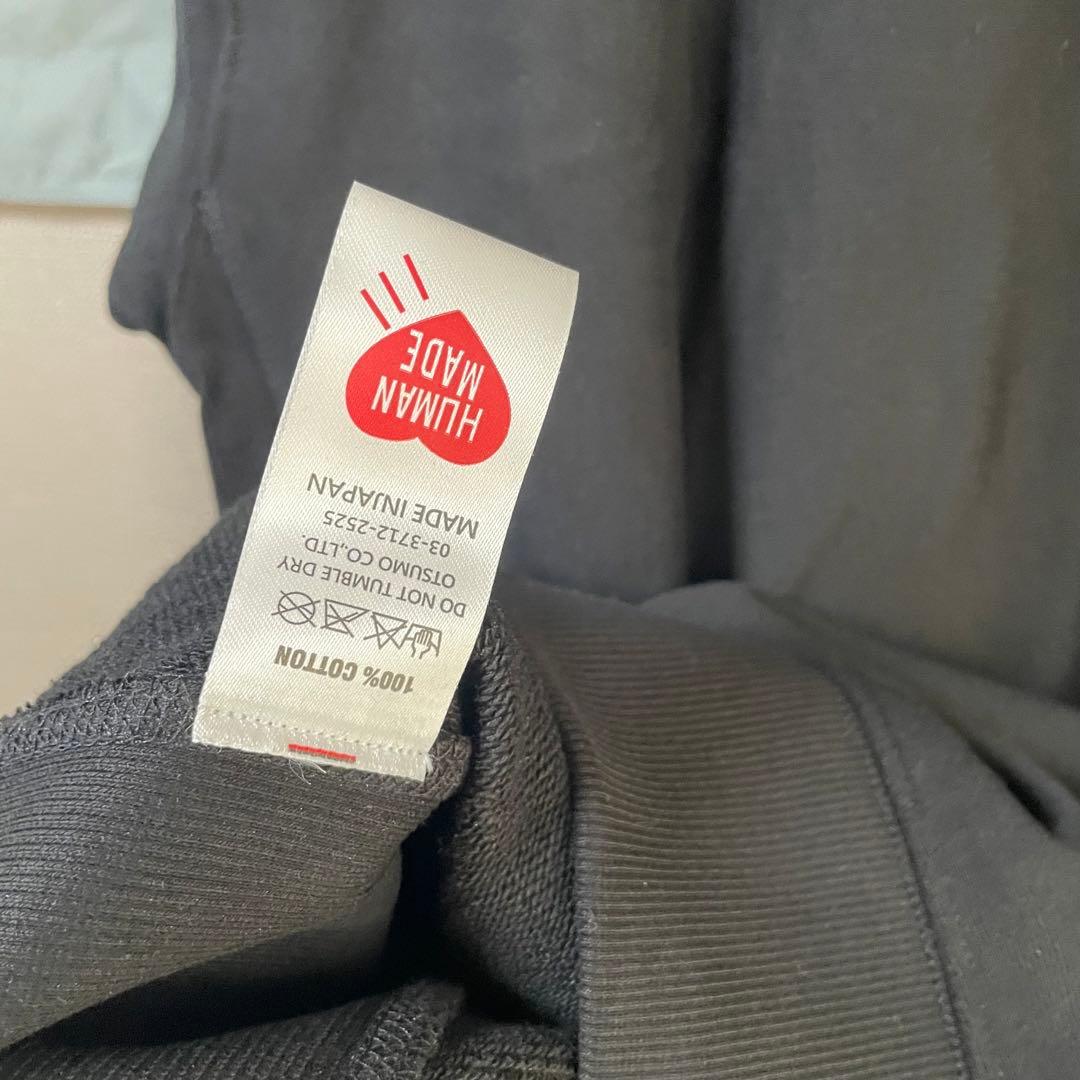 100% COTTON
DO NOT TUMBLE DRY
OTSUMO CO.,LTD.
03-3712-2525
MADE INJAPAN
HUMAN
MADE